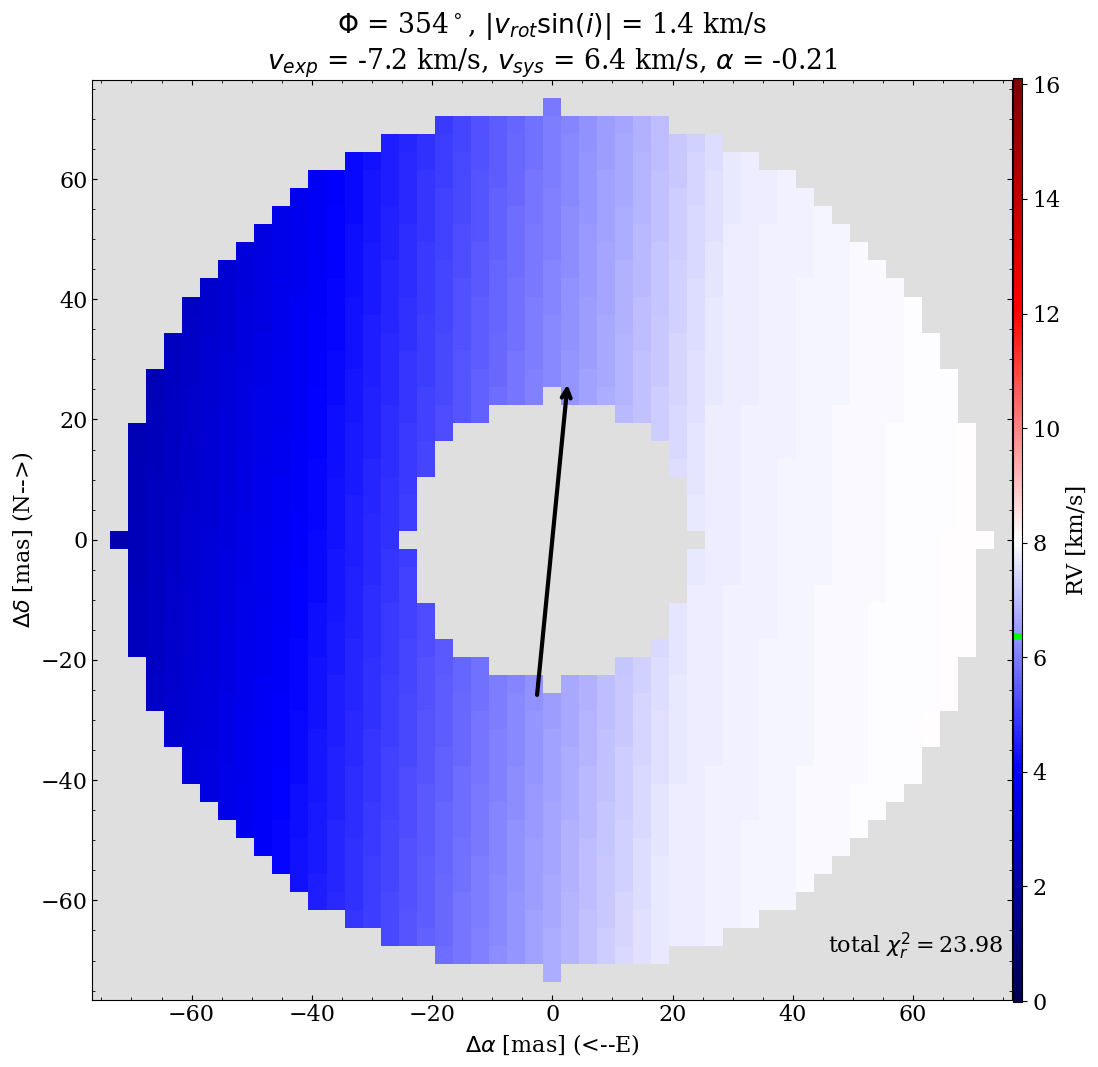 Φ = 354°, |v_rot sin(i)| = 1.4 km/s
v_exp = -7.2 km/s, v_sys = 6.4 km/s, α = -0.21
16
14
12
10
8
6
4
2
0
RV [km/s]
60
40
20
0
−20
−40
−60
Δδ [mas] (N-->)
total χ_r^2 = 23.98
−60 −40 −20 0 20 40 60
Δα [mas] (<--E)